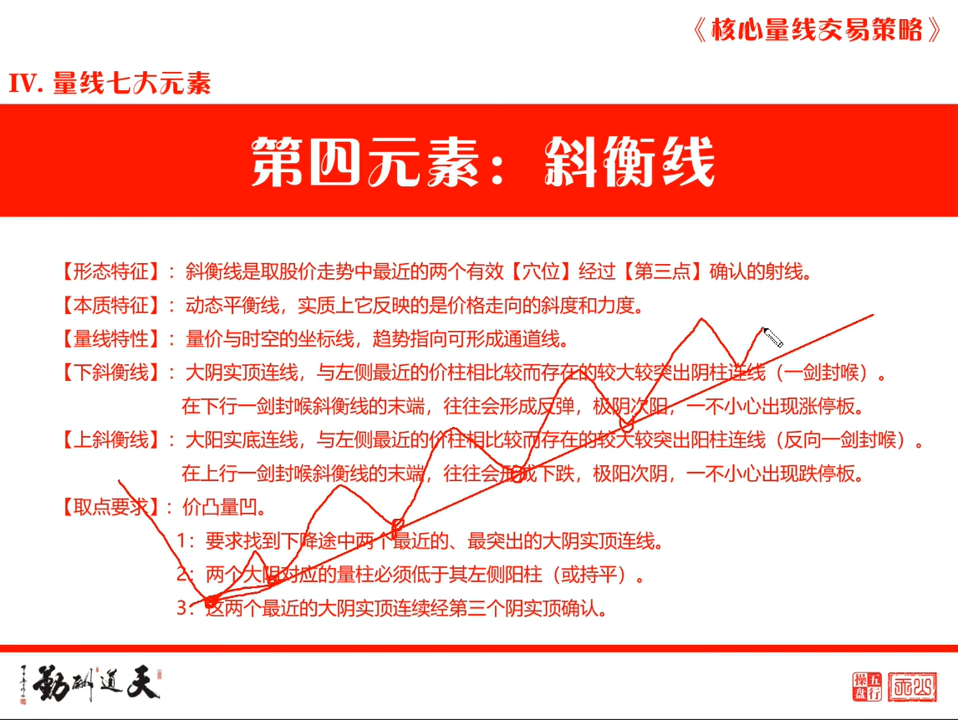 《核心量线交易策略》
IV. 量线七大元素
第四元素：斜衡线
【形态特征】：斜衡线是取股价走势中最近的两个有效【穴位】经过【第三点】确认的射线。
【本质特征】：动态平衡线，实质上它反映的是价格走向的斜度和力度。
【量线特性】：量价与时空的坐标线，趋势指向可形成通道线。
【下斜衡线】：大阴实顶连线，与左侧最近的价柱相比较而存在的较大较突出阴柱连线（一剑封喉）。
在下行一剑封喉斜衡线的末端，往往会形成反弹，极阴次阳，一不小心出现涨停板。
【上斜衡线】：大阳实底连线，与左侧最近的价柱相比较而存在的较大较突出阳柱连线（反向一剑封喉）。
在上行一剑封喉斜衡线的末端，往往会形成下跌，极阳次阴，一不小心出现跌停板。
【取点要求】：价凸量凹。
1：要求找到下降途中两个最近的、最突出的大阴实顶连线。
2：两个大阴对应的量柱必须低于其左侧阳柱（或持平）。
3：这两个最近的大阴实顶连续经第三个阴实顶确认。
勤酬道天
操盘 五行